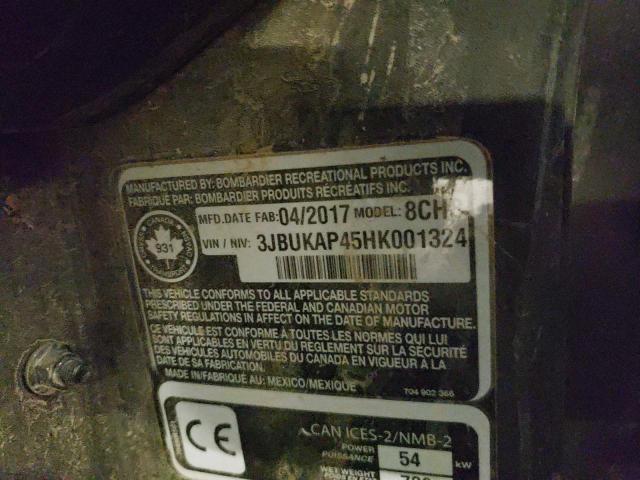 MANUFACTURED BY: BOMBARDIER RECREATIONAL PRODUCTS INC.
FABRIQUÉ PAR: BOMBARDIER PRODUITS RÉCRÉATIFS INC.
MFD.DATE FAB: 04/2017 MODEL: 8CH
CANADA
931
VIN / NIV: 3JBUKAP45HK001324
THIS VEHICLE CONFORMS TO ALL APPLICABLE STANDARDS
PRESCRIBED UNDER THE FEDERAL AND CANADIAN MOTOR
SAFETY REGULATIONS IN AFFECT ON THE DATE OF MANUFACTURE.
CE VÉHICULE EST CONFORME À TOUTES LES NORMES QUI LUI
SONT APPLICABLES EN VERTU DU RÈGLEMENT SUR LA SÉCURITÉ
DES VÉHICULES AUTOMOBILES DU CANADA EN VIGUEUR À LA
DATE DE SA FABRICATION.
MADE IN/FABRIQUÉ AU: MEXICO/MEXIQUE
704 902 366
CE
CAN ICES-2/NMB-2
POWER
PUISSANCE
54 kW
WET WEIGHT